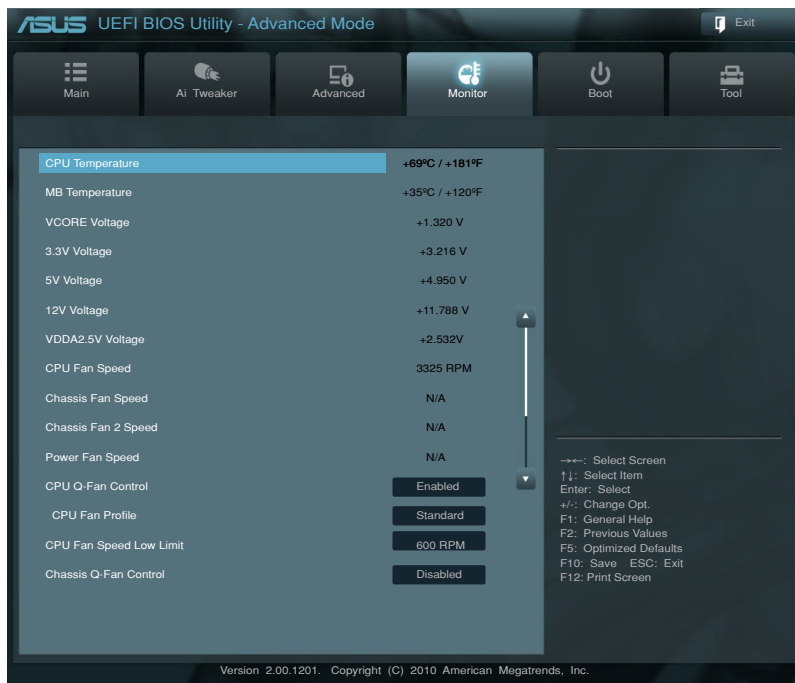 ASUS UEFI BIOS Utility - Advanced Mode
Exit
Main
Ai Tweaker
Advanced
Monitor
Boot
Tool
CPU Temperature +69ºC / +181ºF
MB Temperature +35ºC / +120ºF
VCORE Voltage +1.320 V
3.3V Voltage +3.216 V
5V Voltage +4.950 V
12V Voltage +11.788 V
VDDA2.5V Voltage +2.532V
CPU Fan Speed 3325 RPM
Chassis Fan Speed N/A
Chassis Fan 2 Speed N/A
Power Fan Speed N/A
CPU Q-Fan Control Enabled
CPU Fan Profile Standard
CPU Fan Speed Low Limit 600 RPM
Chassis Q-Fan Control Disabled
→←: Select Screen
↑↓: Select Item
Enter: Select
+/-: Change Opt.
F1: General Help
F2: Previous Values
F5: Optimized Defaults
F10: Save ESC: Exit
F12: Print Screen
Version 2.00.1201. Copyright (C) 2010 American Megatrends, Inc.